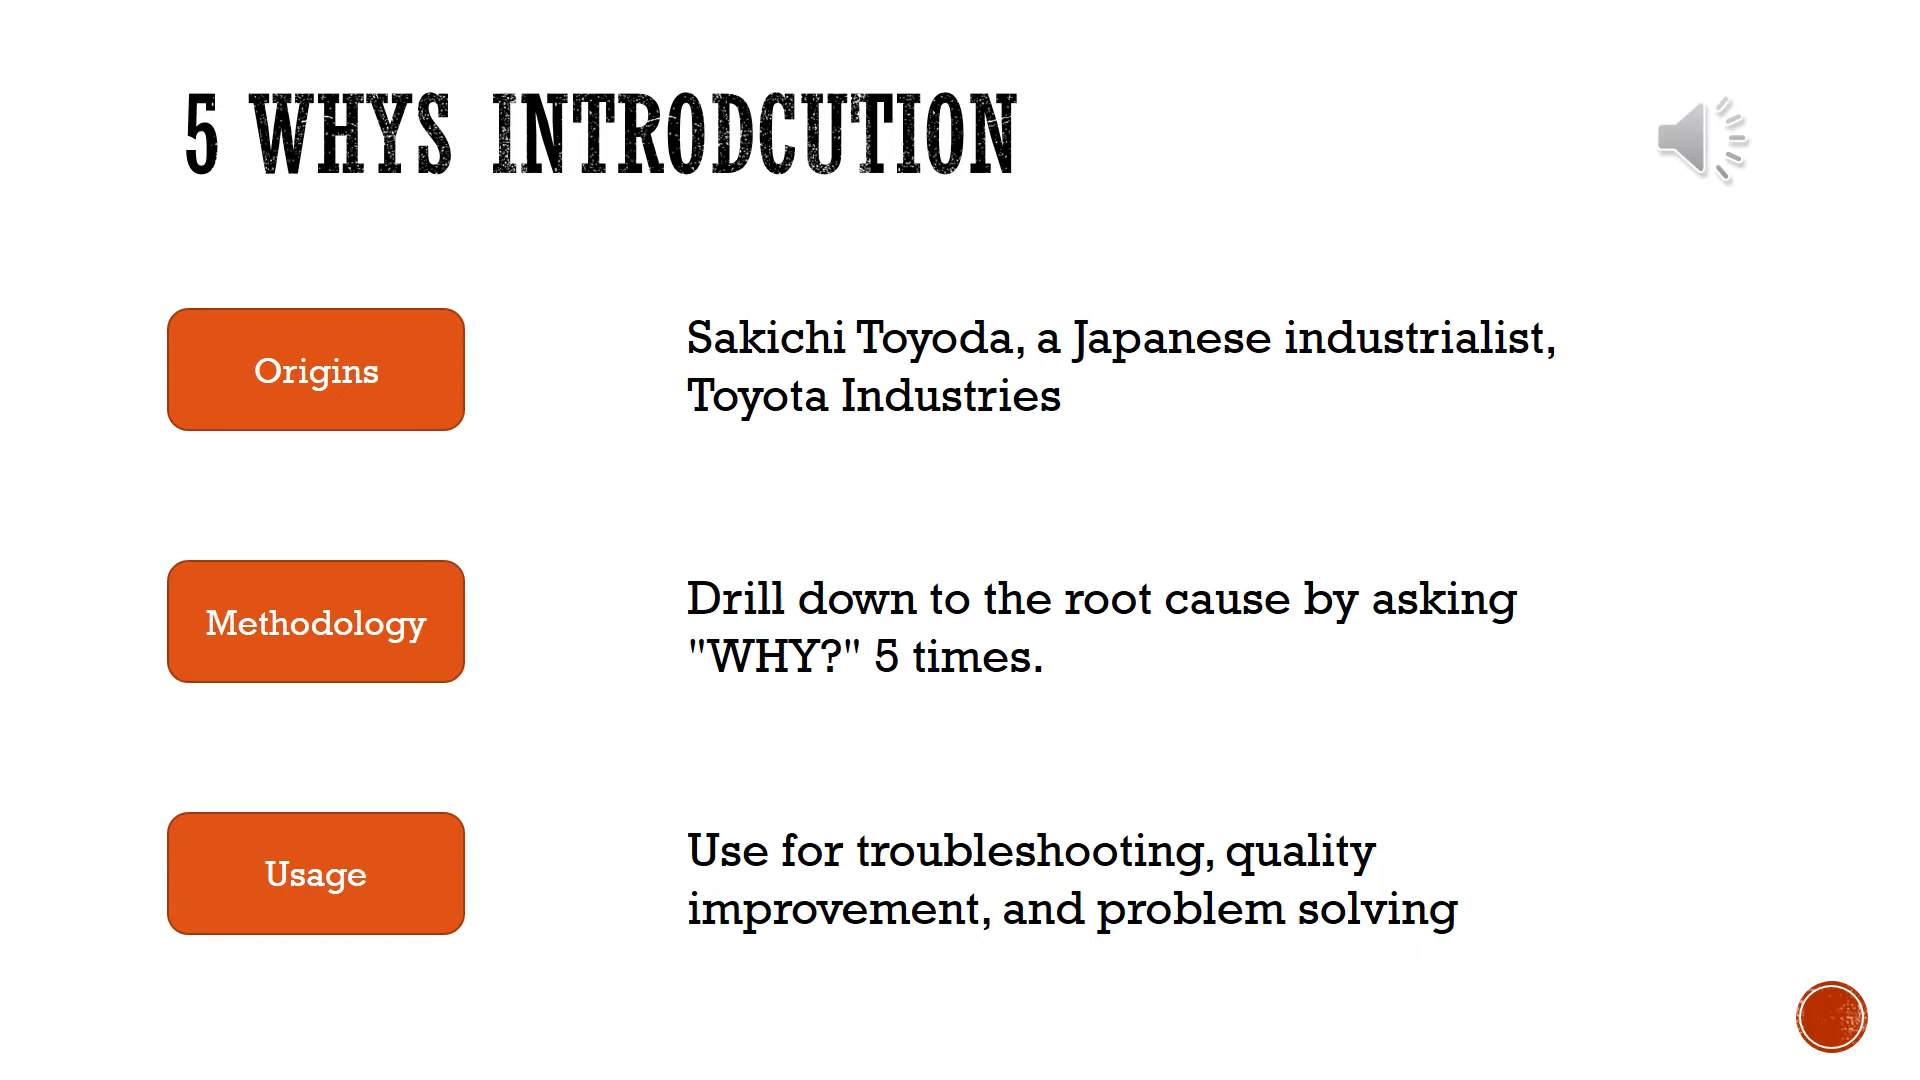 5 WHYS INTRODCUTION
Origins
Sakichi Toyoda, a Japanese industrialist,
Toyota Industries
Methodology
Drill down to the root cause by asking
"WHY?" 5 times.
Usage
Use for troubleshooting, quality
improvement, and problem solving